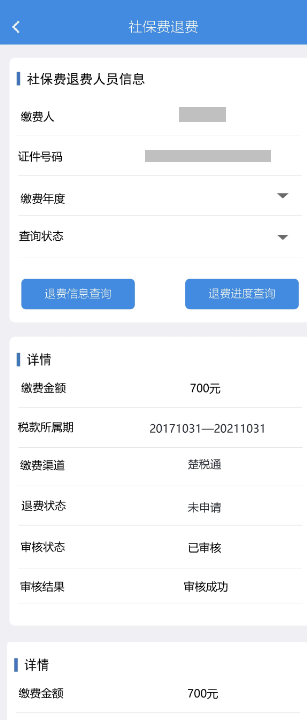 社保费退费
社保费退费人员信息
缴费人
证件号码
缴费年度
查询状态
退费信息查询 退费进度查询
详情
缴费金额 700元
税款所属期 20171031—20211031
缴费渠道 楚税通
退费状态 未申请
审核状态 已审核
审核结果 审核成功
详情
缴费金额 700元